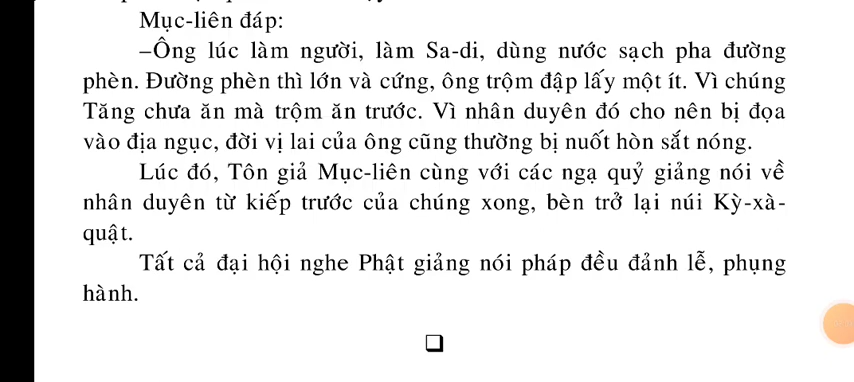 Mục-liên đáp:
–Ông lúc làm người, làm Sa-di, dùng nước sạch pha đường
phèn. Đường phèn thì lớn và cứng, ông trộm đập lấy một ít. Vì chúng
Tăng chưa ăn mà trộm ăn trước. Vì nhân duyên đó cho nên bị đọa
vào địa ngục, đời vị lai của ông cũng thường bị nuốt hòn sắt nóng.
Lúc đó, Tôn giả Mục-liên cùng với các ngạ quỷ giảng nói về
nhân duyên từ kiếp trước của chúng xong, bèn trở lại núi Kỳ-xà-
quật.
Tất cả đại hội nghe Phật giảng nói pháp đều đảnh lễ, phụng
hành.